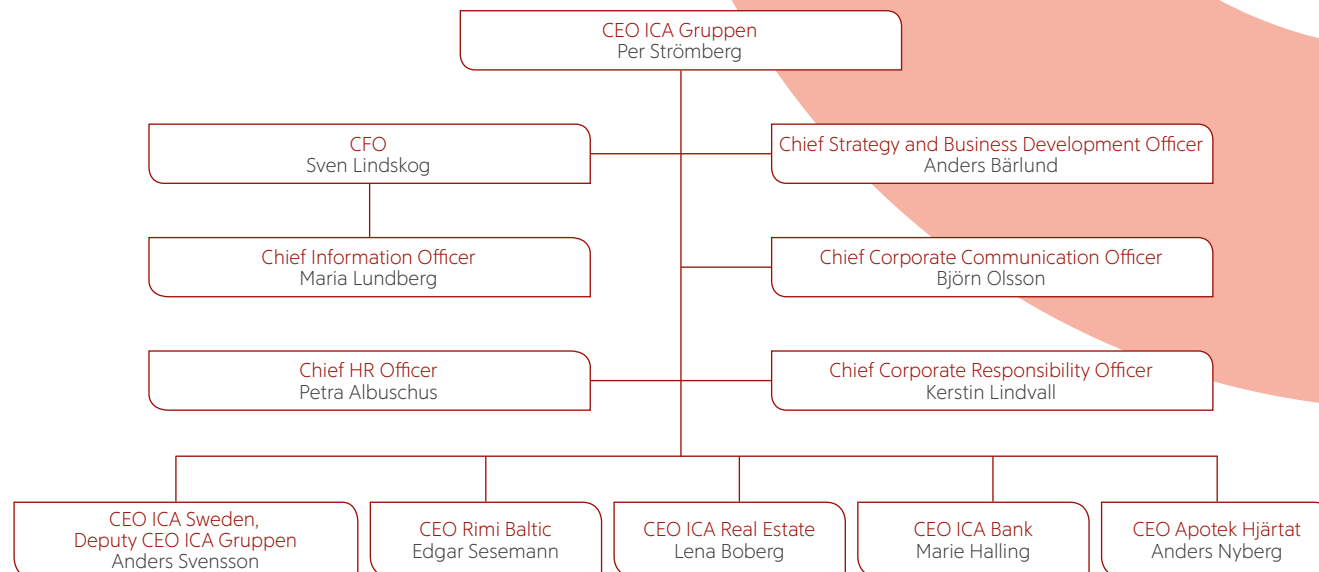 CEO ICA Gruppen
Per Strömberg
CFO
Sven Lindskog
Chief Strategy and Business Development Officer
Anders Bärlund
Chief Information Officer
Maria Lundberg
Chief Corporate Communication Officer
Björn Olsson
Chief HR Officer
Petra Albuschus
Chief Corporate Responsibility Officer
Kerstin Lindvall
CEO ICA Sweden,
Deputy CEO ICA Gruppen
Anders Svensson
CEO Rimi Baltic
Edgar Sesemann
CEO ICA Real Estate
Lena Boberg
CEO ICA Bank
Marie Halling
CEO Apotek Hjärtat
Anders Nyberg